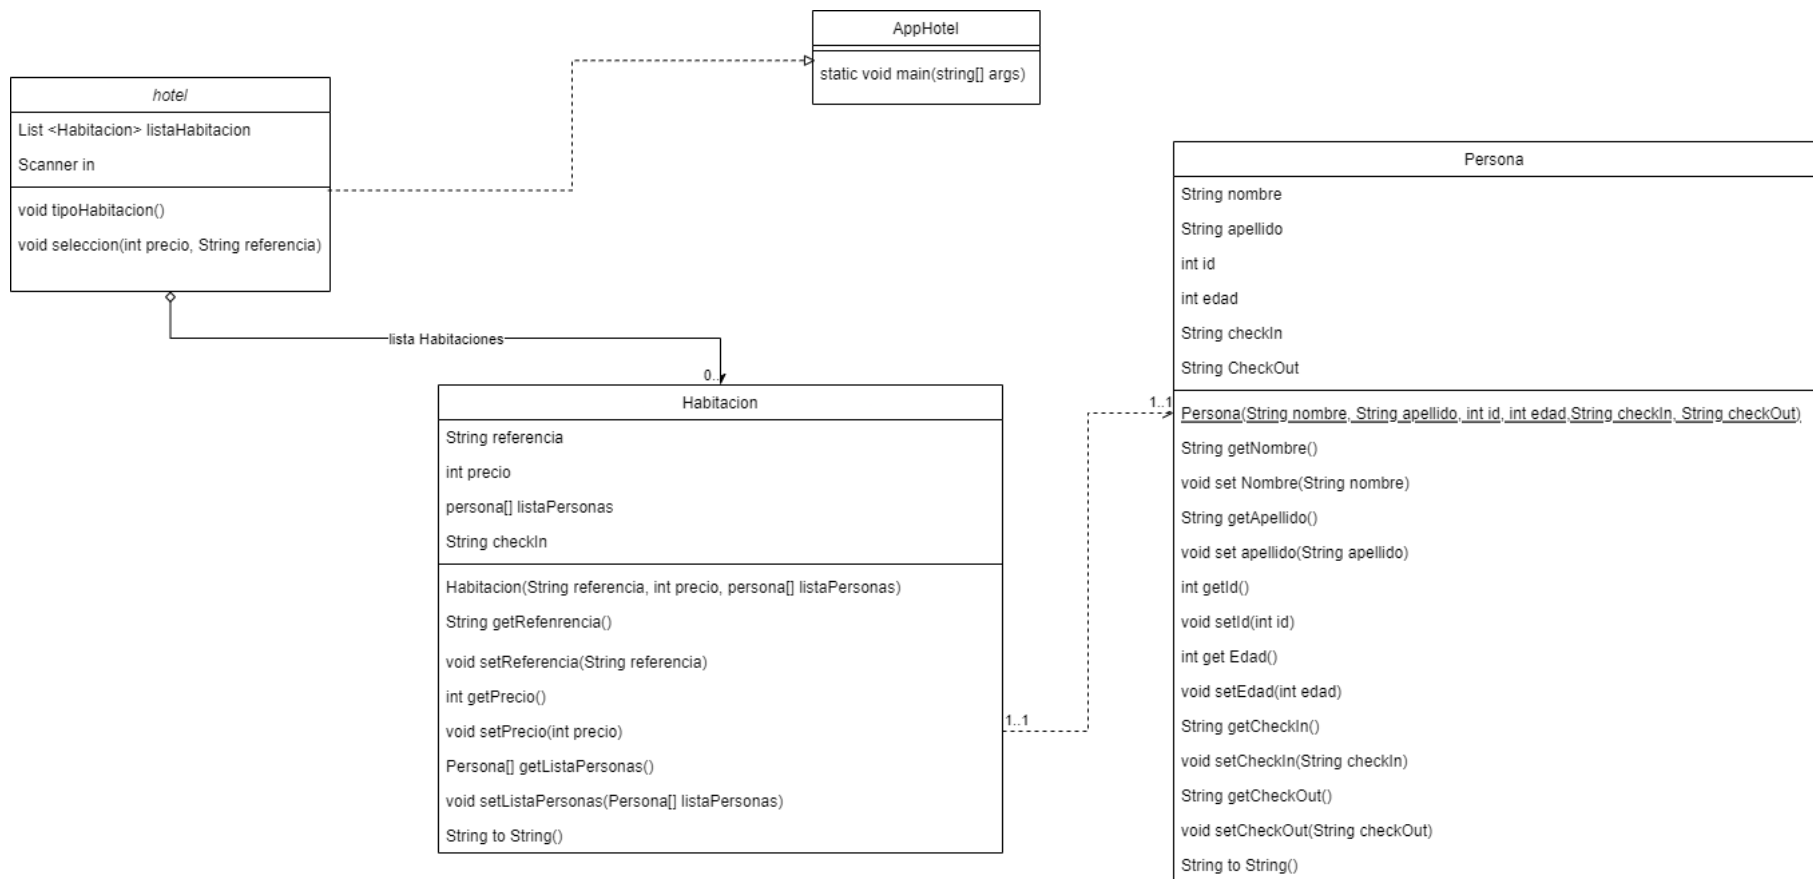 AppHotel
static void main(string[] args)
hotel
List <Habitacion> listaHabitacion
Scanner in
void tipoHabitacion()
void seleccion(int precio, String referencia)
lista Habitaciones
0..
Habitacion
String referencia
int precio
persona[] listaPersonas
String checkIn
Habitacion(String referencia, int precio, persona[] listaPersonas)
String getRefenrencia()
void setReferencia(String referencia)
int getPrecio()
void setPrecio(int precio)
Persona[] getListaPersonas()
void setListaPersonas(Persona[] listaPersonas)
String to String()
1..1
1..1
Persona
String nombre
String apellido
int id
int edad
String checkIn
String CheckOut
Persona(String nombre, String apellido, int id, int edad,String checkIn, String checkOut)
String getNombre()
void set Nombre(String nombre)
String getApellido()
void set apellido(String apellido)
int getId()
void setId(int id)
int get Edad()
void setEdad(int edad)
String getCheckIn()
void setCheckIn(String checkIn)
String getCheckOut()
void setCheckOut(String checkOut)
String to String()